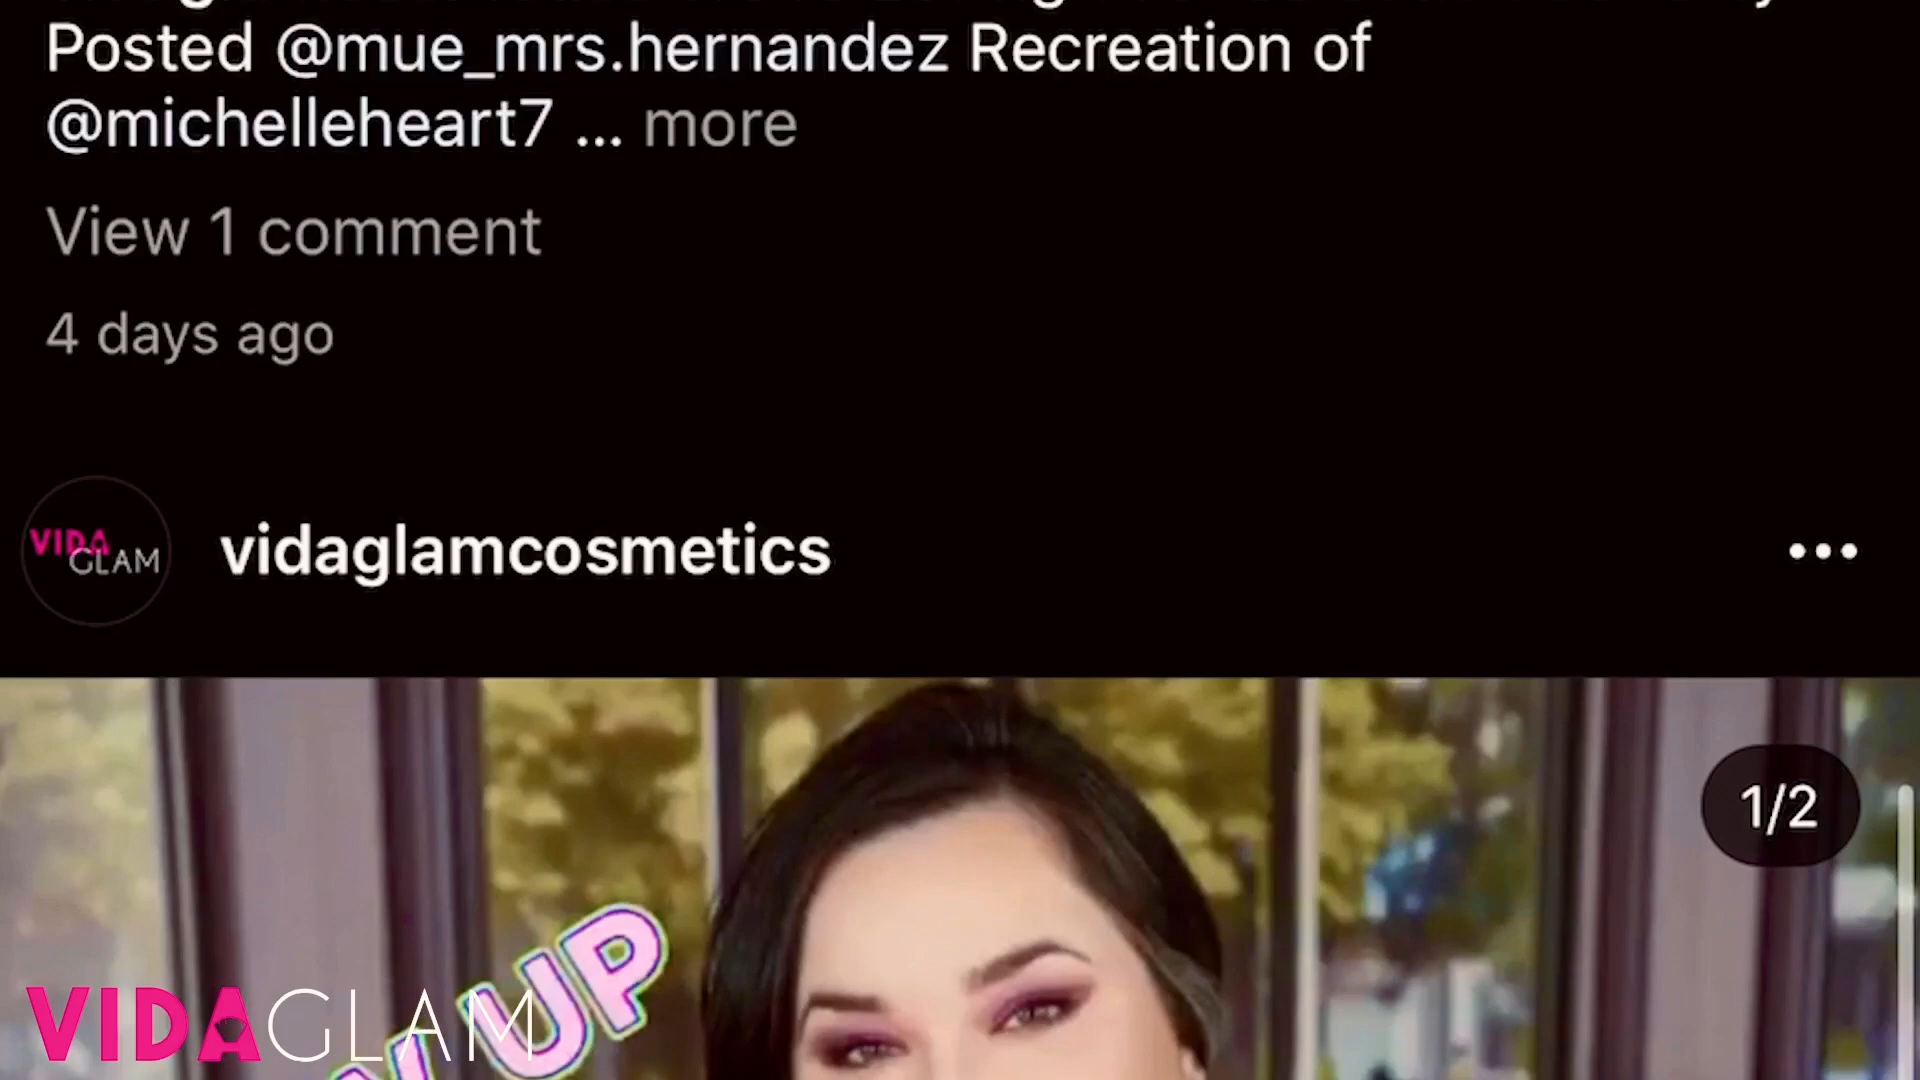 Posted @mue_mrs.hernandez Recreation of
@michelleheart7 ... more
View 1 comment
4 days ago
VIDA
GLAM
vidaglamcosmetics
1/2
UP
VIDAGLAM